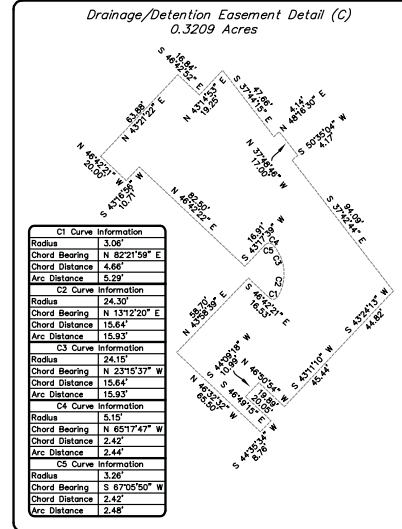 Drainage/Detention Easement Detail (C)
0.3209 Acres
16.84'
S 46°42'52" E
63.88'
N 43°21'22" E
N 43°14'53" E
19.25'
47.66'
S 37°44'15" E
4.14'
N 48°16'30" E
S 50°35'04" W
4.17'
N 37°48'46" W
17.00'
N 46°42'21" W
20.00'
S 43°16'56" W
10.71'
82.50'
N 46°42'22" E
94.09'
S 37°42'44" E
16.91'
S 43°17'39" W
C4
C5
C3
C2
C1
58.70'
N 43°58'39" E
S 46°42'21" E
16.53'
S 43°24'13" W
44.82'
S 44°09'18" W
10.99'
N 46°50'54" W
19.89'
S 43°11'10" W
45.44'
N 46°32'32" W
65.50'
S 46°49'15" E
20.05'
S 44°35'34" W
8.76'
C1 Curve Information
Radius 3.06'
Chord Bearing N 82°21'59" E
Chord Distance 4.66'
Arc Distance 5.29'
C2 Curve Information
Radius 24.30'
Chord Bearing N 13°12'20" E
Chord Distance 15.64'
Arc Distance 15.93'
C3 Curve Information
Radius 24.15'
Chord Bearing N 23°15'37" W
Chord Distance 15.64'
Arc Distance 15.93'
C4 Curve Information
Radius 5.15'
Chord Bearing N 65°17'47" W
Chord Distance 2.42'
Arc Distance 2.44'
C5 Curve Information
Radius 3.26'
Chord Bearing S 67°05'50" W
Chord Distance 2.42'
Arc Distance 2.48'